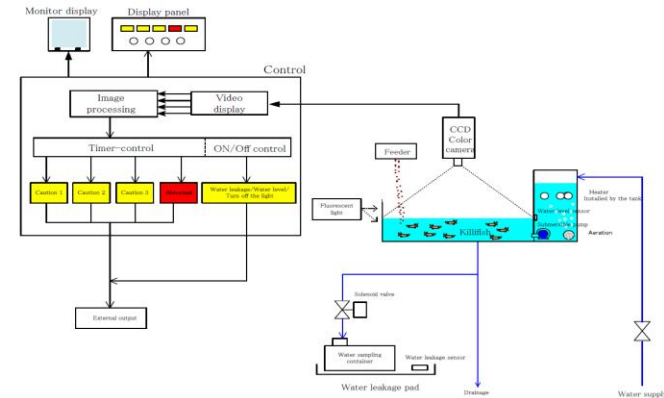 Monitor display
Display panel
Control
Image
processing
Video
display
CCD
Color
camera
Feeder
Timer-control
ON/Off control
Caution 1
Caution 2
Caution 3
Water leakage/Water level/
Turn off the light
Fluorescent
light
Killifish
Heater
Installed by the tank
Water level sensor
Submersible pump
Aeration
External output
Solenoid valve
Water sampling
container
Water leakage sensor
Water leakage pad
Drainage
Water supply